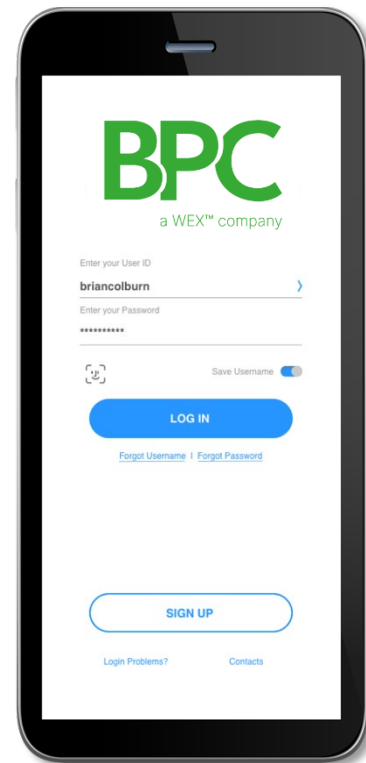 BPC
a WEX™ company
Enter your User ID
briancolburn
Enter your Password
**********
Save Username
LOG IN
Forgot Username | Forgot Password
SIGN UP
Login Problems? Contacts